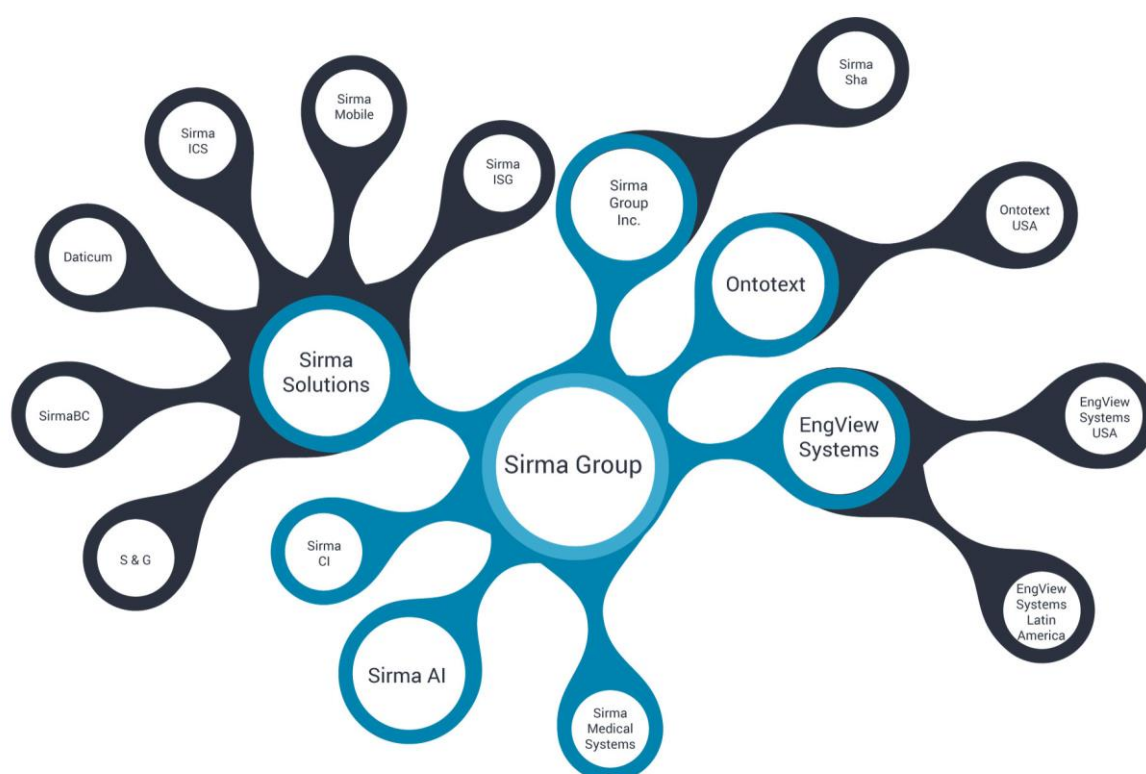 Sirma
Sha
Sirma
Mobile
Sirma
ICS
Sirma
ISG
Sirma
Group
Inc.
Ontotext
USA
Daticum
Ontotext
Sirma
Solutions
SirmaBC
EngView
Systems
EngView
Systems
USA
Sirma Group
S & G
Sirma
CI
EngView
Systems
Latin
America
Sirma AI
Sirma
Medical
Systems